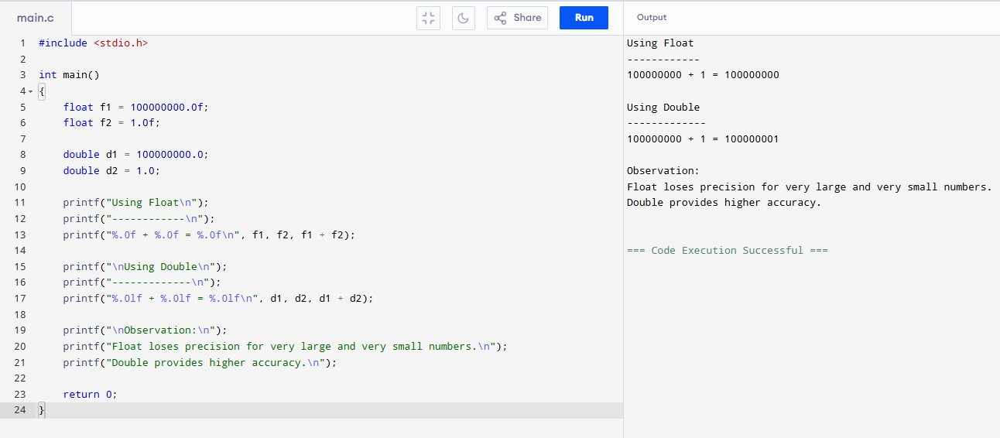 main.c
Share
Run
Output
1 #include <stdio.h>
2
3 int main()
4 {
5     float f1 = 100000000.0f;
6     float f2 = 1.0f;
7
8     double d1 = 100000000.0;
9     double d2 = 1.0;
10
11     printf("Using Float\n");
12     printf("------------\n");
13     printf("%.0f + %.0f = %.0f\n", f1, f2, f1 + f2);
14
15     printf("\nUsing Double\n");
16     printf("-------------\n");
17     printf("%.0lf + %.0lf = %.0lf\n", d1, d2, d1 + d2);
18
19     printf("\nObservation:\n");
20     printf("Float loses precision for very large and very small numbers.\n");
21     printf("Double provides higher accuracy.\n");
22
23     return 0;
24 }
Using Float
------------
100000000 + 1 = 100000000

Using Double
-------------
100000000 + 1 = 100000001

Observation:
Float loses precision for very large and very small numbers.
Double provides higher accuracy.

=== Code Execution Successful ===